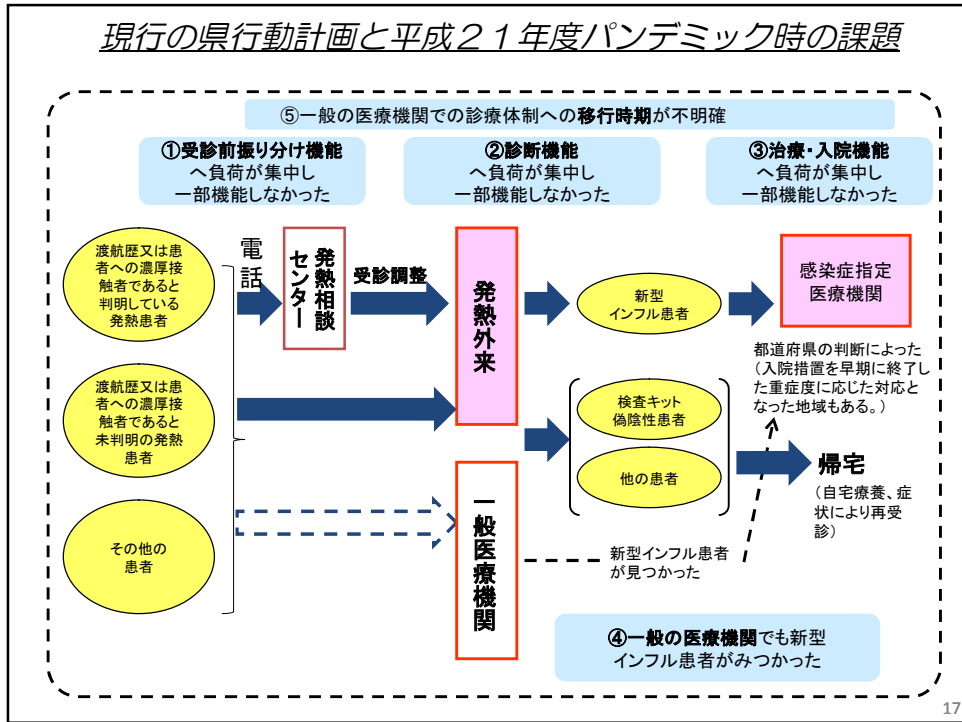 現行の県行動計画と平成２１年度パンデミック時の課題
⑤一般の医療機関での診療体制への移行時期が不明確
①受診前振り分け機能
へ負荷が集中し
一部機能しなかった
②診断機能
へ負荷が集中し
一部機能しなかった
③治療・入院機能
へ負荷が集中し
一部機能しなかった
渡航歴又は患
者への濃厚接
触者であると
判明している
発熱患者
電話
発熱相談
センター
受診調整
発熱外来
新型
インフル患者
感染症指定
医療機関
都道府県の判断によった
（入院措置を早期に終了し
た重症度に応じた対応と
なった地域もある。）
渡航歴又は患
者への濃厚接
触者であると
未判明の発熱
患者
検査キット
偽陰性患者
他の患者
帰宅
（自宅療養、症
状により再受
診）
その他の
患者
一般医療機関
新型インフル患者
が見つかった
④一般の医療機関でも新型
インフル患者がみつかった
17